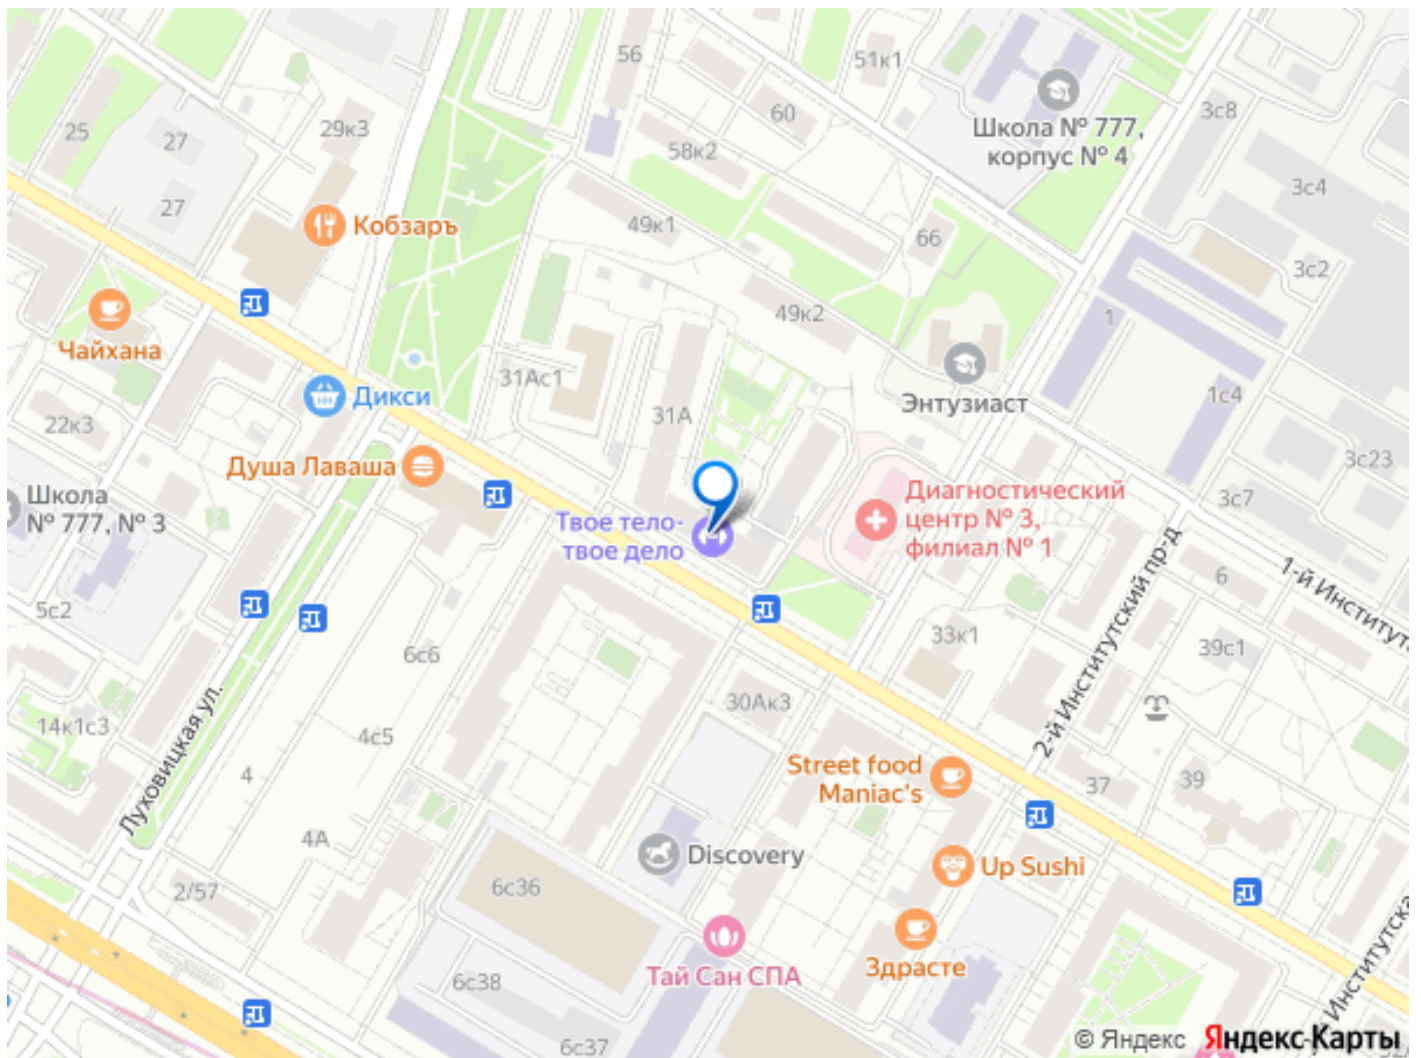 56
51к1
25
27
29к3
60
58к2
Школа № 777,
корпус № 4
3с8
3с4
27
Кобзаръ
49к1
66
3с2
Чайхана
49к2
1
31Ас1
Дикси
Энтузиаст
1с4
22к3
31А
3с23
Душа Лаваша
Школа
№ 777, № 3
Твое тело-
твое дело
Диагностический
центр № 3,
филиал № 1
3с7
6
1-й Института
5с2
2-й Институтский пр-д
33к1
39с1
6с6
14к1с3
Луховицкая ул.
4с5
30Ак3
4
Street food
Maniac's
37
39
4А
Discovery
Up Sushi
2/57
6с36
Здрасте
Тай Сан СПА
6с38
6с37
Институтска
© Яндекс Яндекс Карты